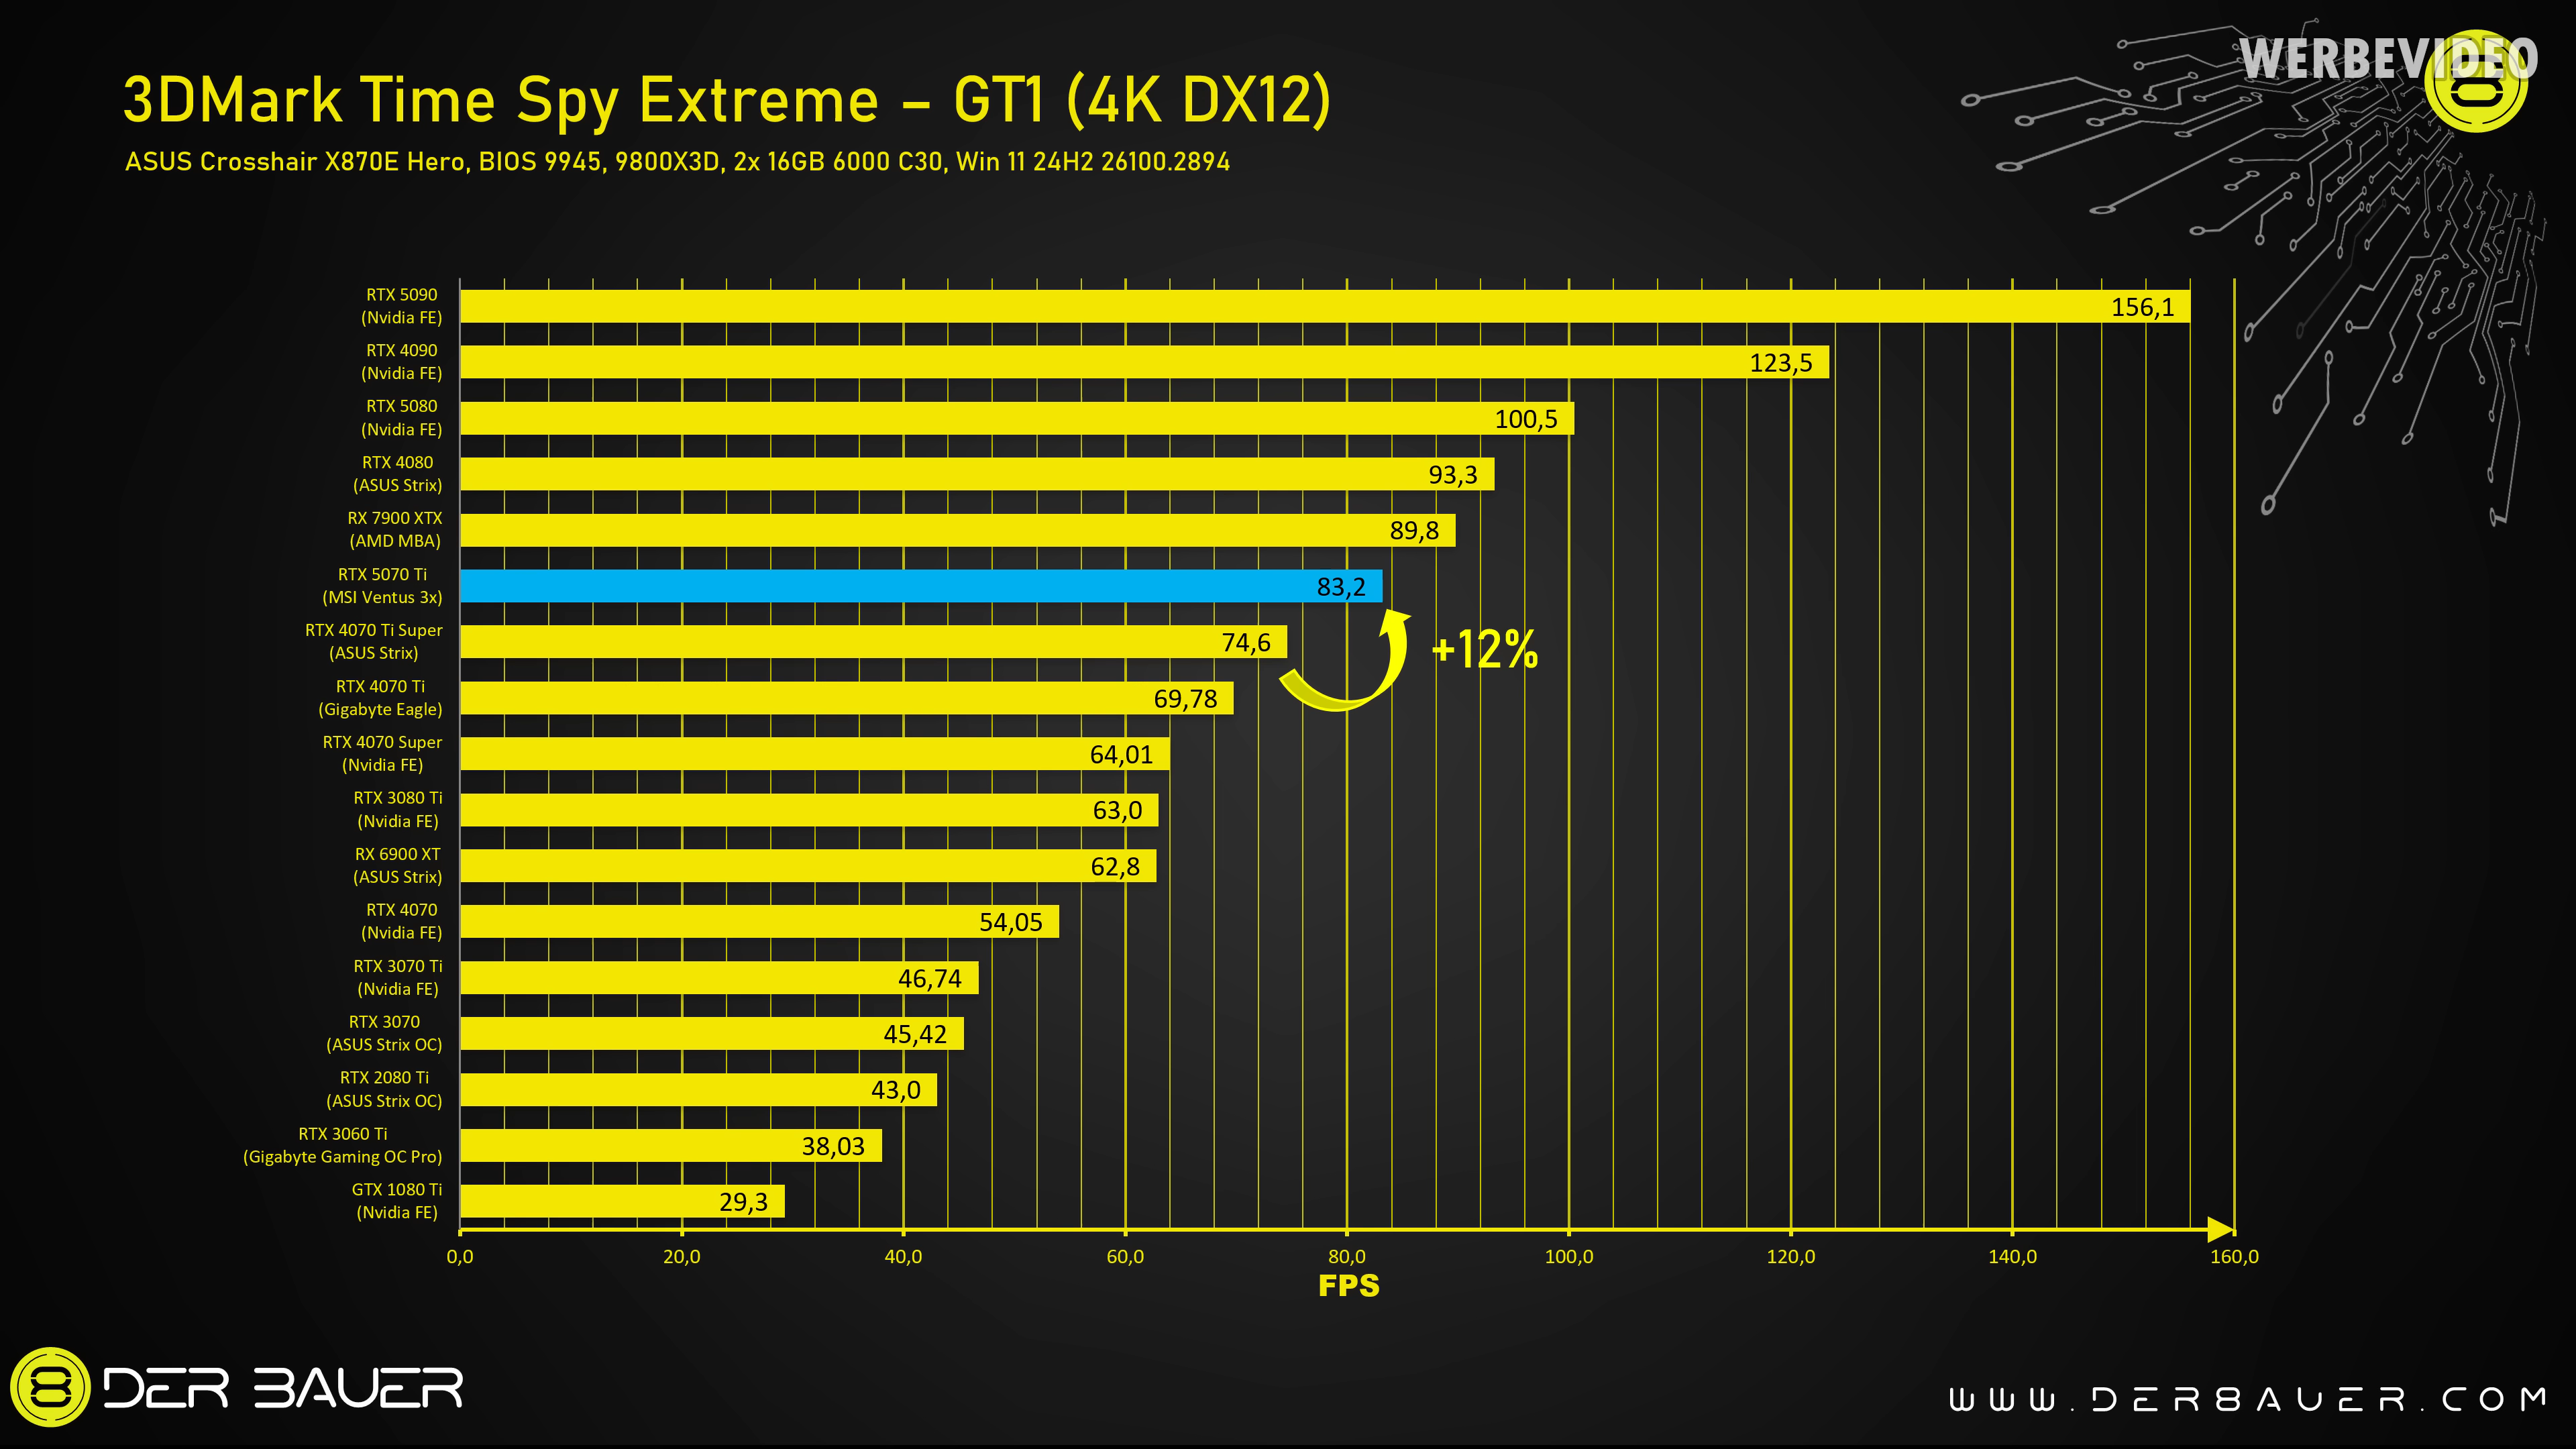 WERBEVIDEO
3DMark Time Spy Extreme – GT1 (4K DX12)
ASUS Crosshair X870E Hero, BIOS 9945, 9800X3D, 2x 16GB 6000 C30, Win 11 24H2 26100.2894
RTX 5090
(Nvidia FE)
156,1
RTX 4090
(Nvidia FE)
123,5
RTX 5080
(Nvidia FE)
100,5
RTX 4080
(ASUS Strix)
93,3
RX 7900 XTX
(AMD MBA)
89,8
RTX 5070 Ti
(MSI Ventus 3x)
83,2
RTX 4070 Ti Super
(ASUS Strix)
74,6
+12%
RTX 4070 Ti
(Gigabyte Eagle)
69,78
RTX 4070 Super
(Nvidia FE)
64,01
RTX 3080 Ti
(Nvidia FE)
63,0
RX 6900 XT
(ASUS Strix)
62,8
RTX 4070
(Nvidia FE)
54,05
RTX 3070 Ti
(Nvidia FE)
46,74
RTX 3070
(ASUS Strix OC)
45,42
RTX 2080 Ti
(ASUS Strix OC)
43,0
RTX 3060 Ti
(Gigabyte Gaming OC Pro)
38,03
GTX 1080 Ti
(Nvidia FE)
29,3
0,0 20,0 40,0 60,0 80,0 100,0 120,0 140,0 160,0
FPS
8 DER 8AUER
WWW.DER8AUER.COM